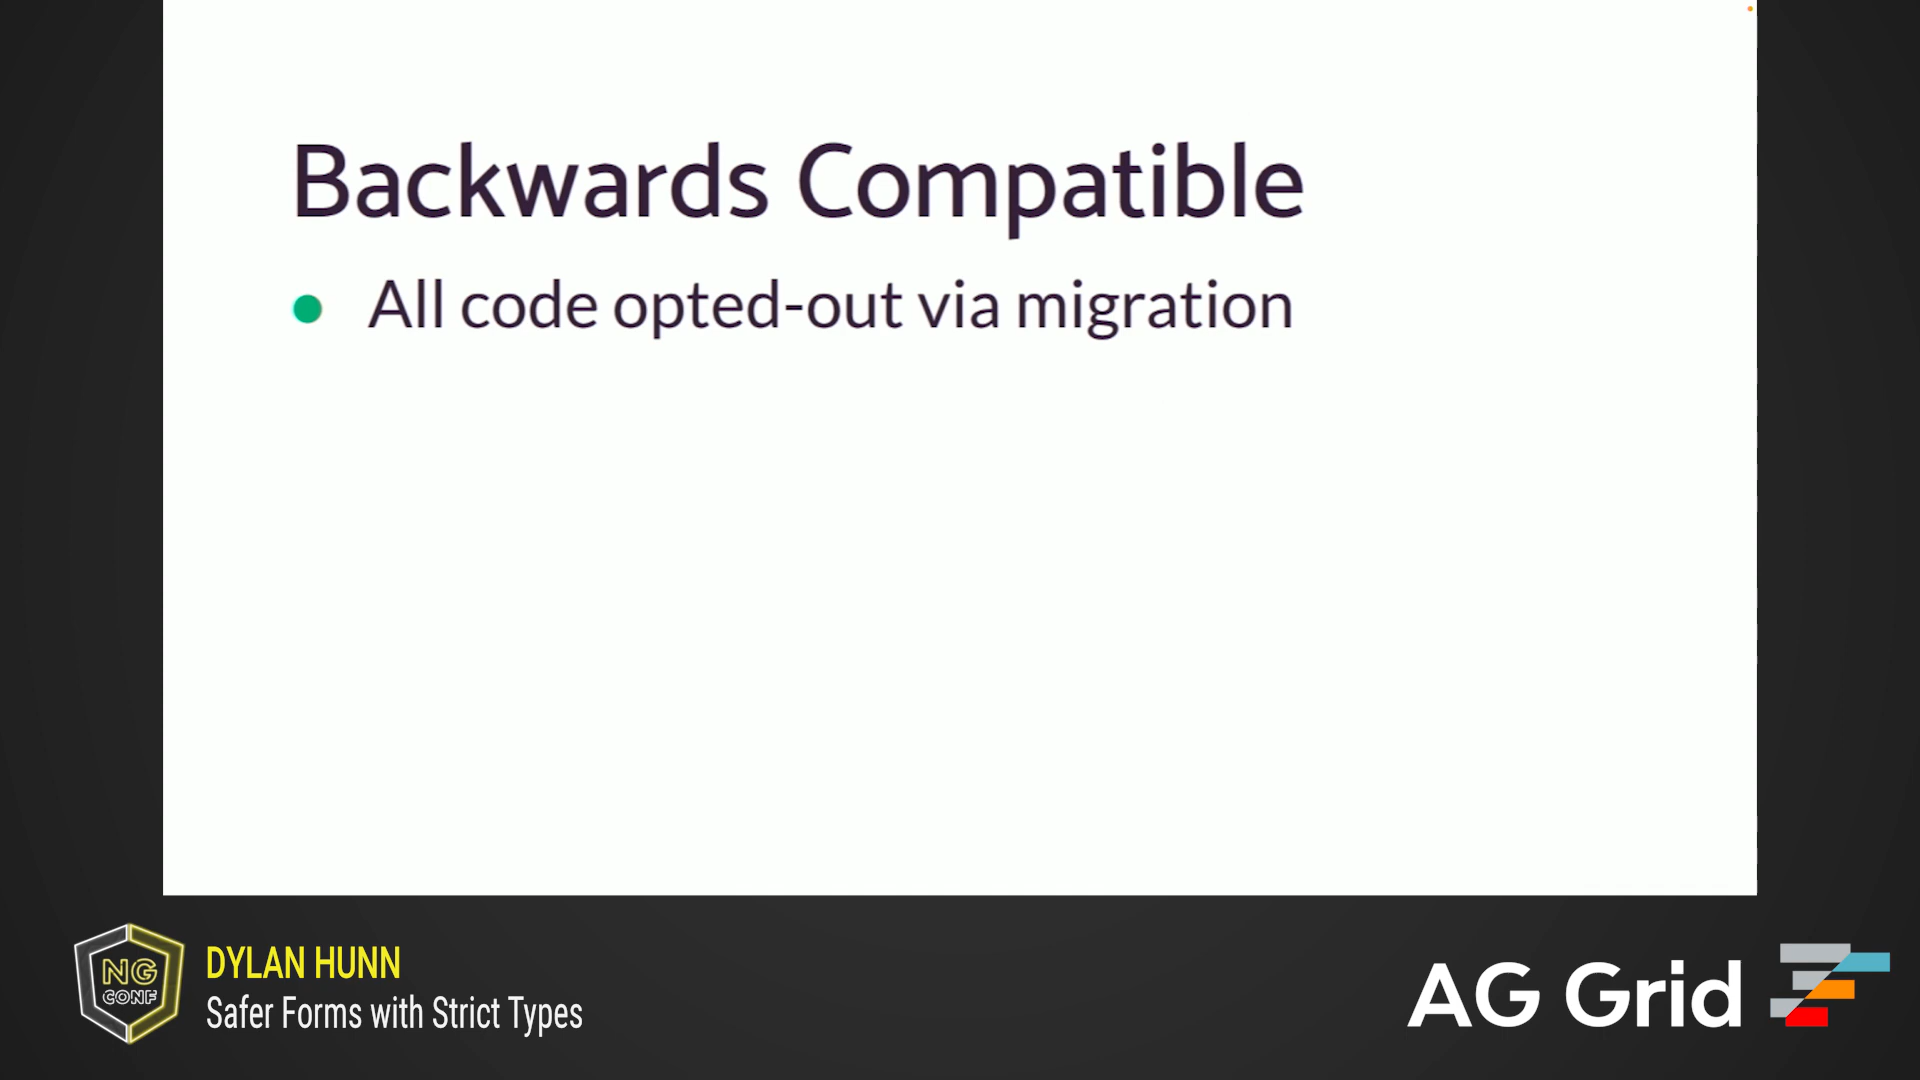 Backwards Compatible
All code opted-out via migration
NG
CONF
DYLAN HUNN
Safer Forms with Strict Types
AG Grid